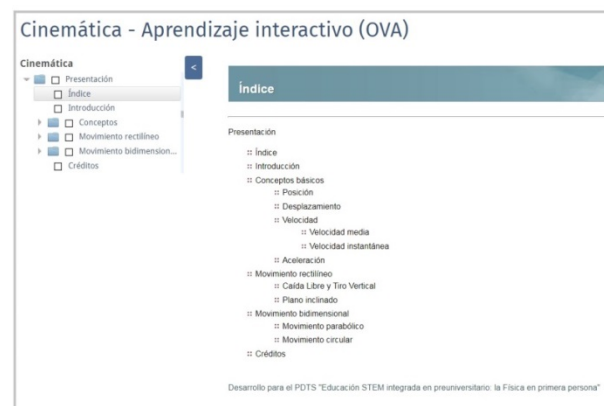 Cinemática - Aprendizaje interactivo (OVA)
Cinemática
Presentación
Índice
Introducción
Conceptos
Movimiento rectilíneo
Movimiento bidimension...
Créditos
<
Índice
Presentación
:: Índice
:: Introducción
:: Conceptos básicos
:: Posición
:: Desplazamiento
:: Velocidad
:: Velocidad media
:: Velocidad instantánea
:: Aceleración
:: Movimiento rectilíneo
:: Caída Libre y Tiro Vertical
:: Plano inclinado
:: Movimiento bidimensional
:: Movimiento parabólico
:: Movimiento circular
:: Créditos
Desarrollo para el PDTS "Educación STEM integrada en preuniversitario: la Física en primera persona"